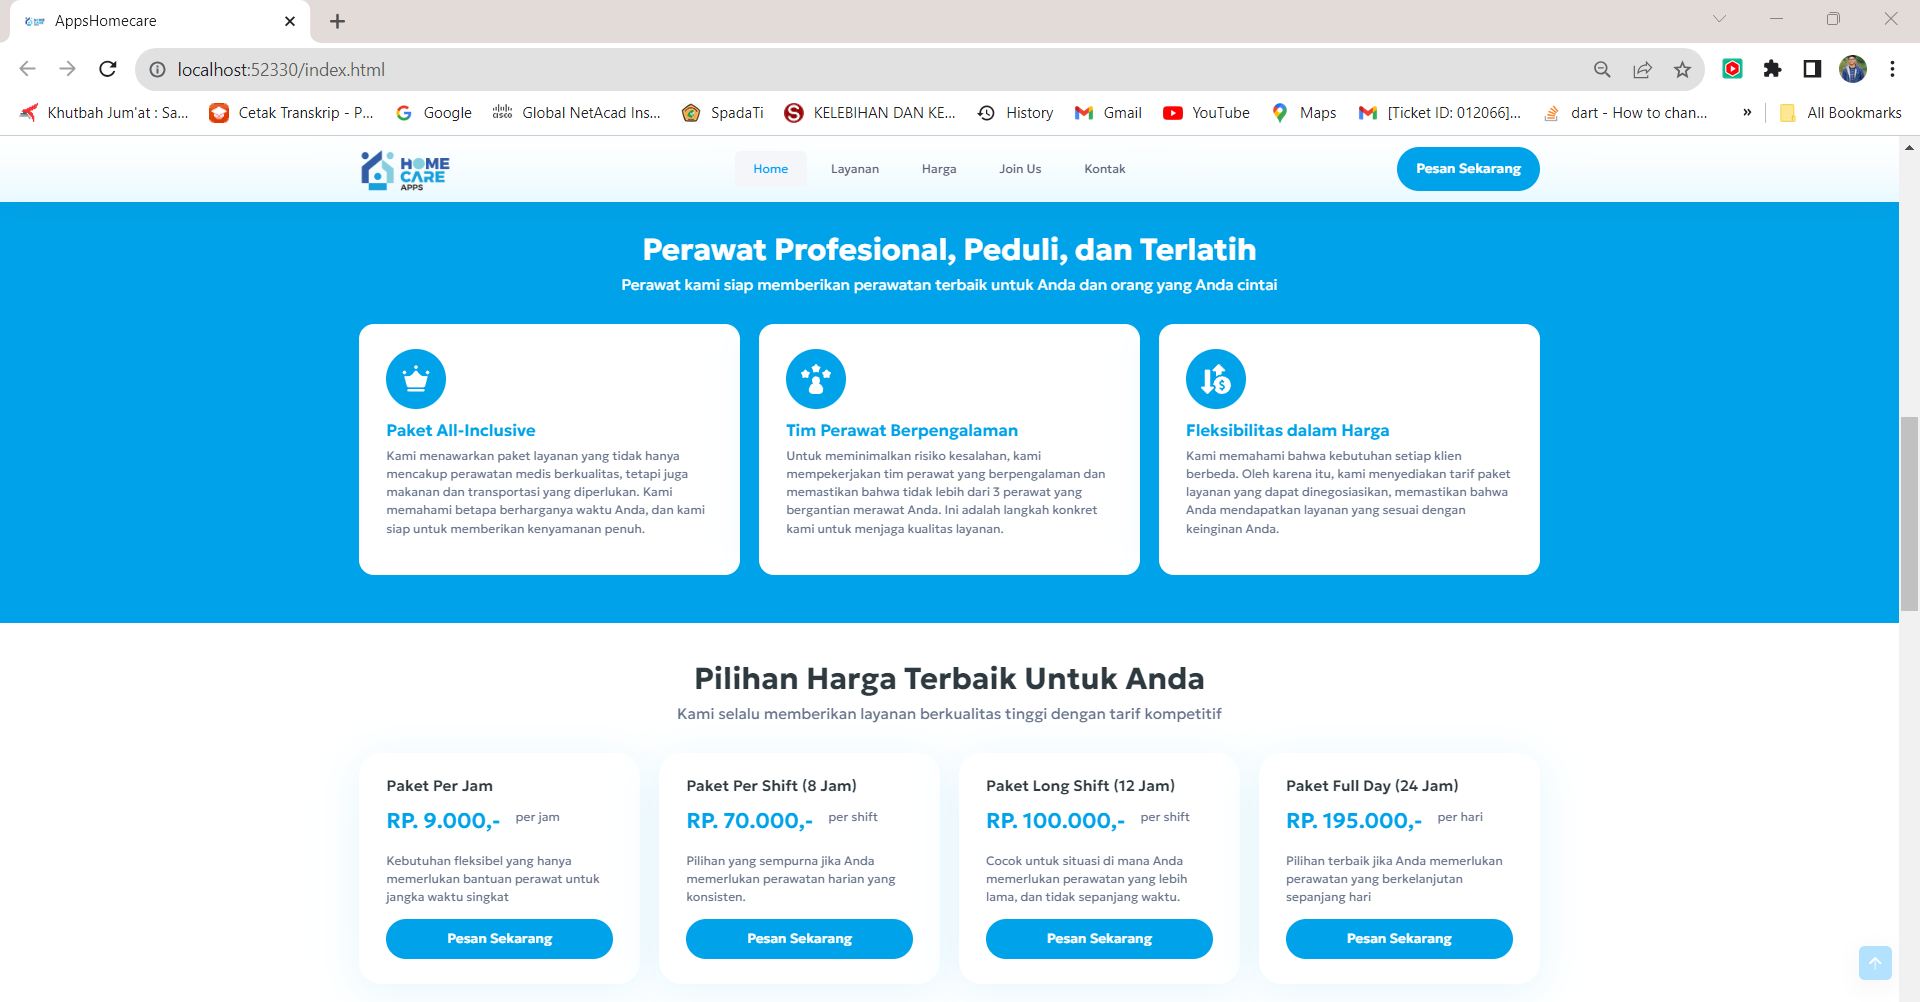 AppsHomecare
localhost:52330/index.html
Khutbah Jum'at : Sa...
Cetak Transkrip - P...
Google
Global NetAcad Ins...
SpadaTi
KELEBIHAN DAN KE...
History
Gmail
YouTube
Maps
[Ticket ID: 012066]...
dart - How to chan...
»
All Bookmarks
HOME
CARE
APPS
Home
Layanan
Harga
Join Us
Kontak
Pesan Sekarang
Perawat Profesional, Peduli, dan Terlatih
Perawat kami siap memberikan perawatan terbaik untuk Anda dan orang yang Anda cintai
Paket All-Inclusive
Kami menawarkan paket layanan yang tidak hanya
mencakup perawatan medis berkualitas, tetapi juga
makanan dan transportasi yang diperlukan. Kami
memahami betapa berharganya waktu Anda, dan kami
siap untuk memberikan kenyamanan penuh.
Tim Perawat Berpengalaman
Untuk meminimalkan risiko kesalahan, kami
mempekerjakan tim perawat yang berpengalaman dan
memastikan bahwa tidak lebih dari 3 perawat yang
bergantian merawat Anda. Ini adalah langkah konkret
kami untuk menjaga kualitas layanan.
Fleksibilitas dalam Harga
Kami memahami bahwa kebutuhan setiap klien
berbeda. Oleh karena itu, kami menyediakan tarif paket
layanan yang dapat dinegosiasikan, memastikan bahwa
Anda mendapatkan layanan yang sesuai dengan
keinginan Anda.
Pilihan Harga Terbaik Untuk Anda
Kami selalu memberikan layanan berkualitas tinggi dengan tarif kompetitif
Paket Per Jam
RP. 9.000,- per jam
Kebutuhan fleksibel yang hanya
memerlukan bantuan perawat untuk
jangka waktu singkat
Pesan Sekarang
Paket Per Shift (8 Jam)
RP. 70.000,- per shift
Pilihan yang sempurna jika Anda
memerlukan perawatan harian yang
konsisten.
Pesan Sekarang
Paket Long Shift (12 Jam)
RP. 100.000,- per shift
Cocok untuk situasi di mana Anda
memerlukan perawatan yang lebih
lama, dan tidak sepanjang waktu.
Pesan Sekarang
Paket Full Day (24 Jam)
RP. 195.000,- per hari
Pilihan terbaik jika Anda memerlukan
perawatan yang berkelanjutan
sepanjang hari
Pesan Sekarang